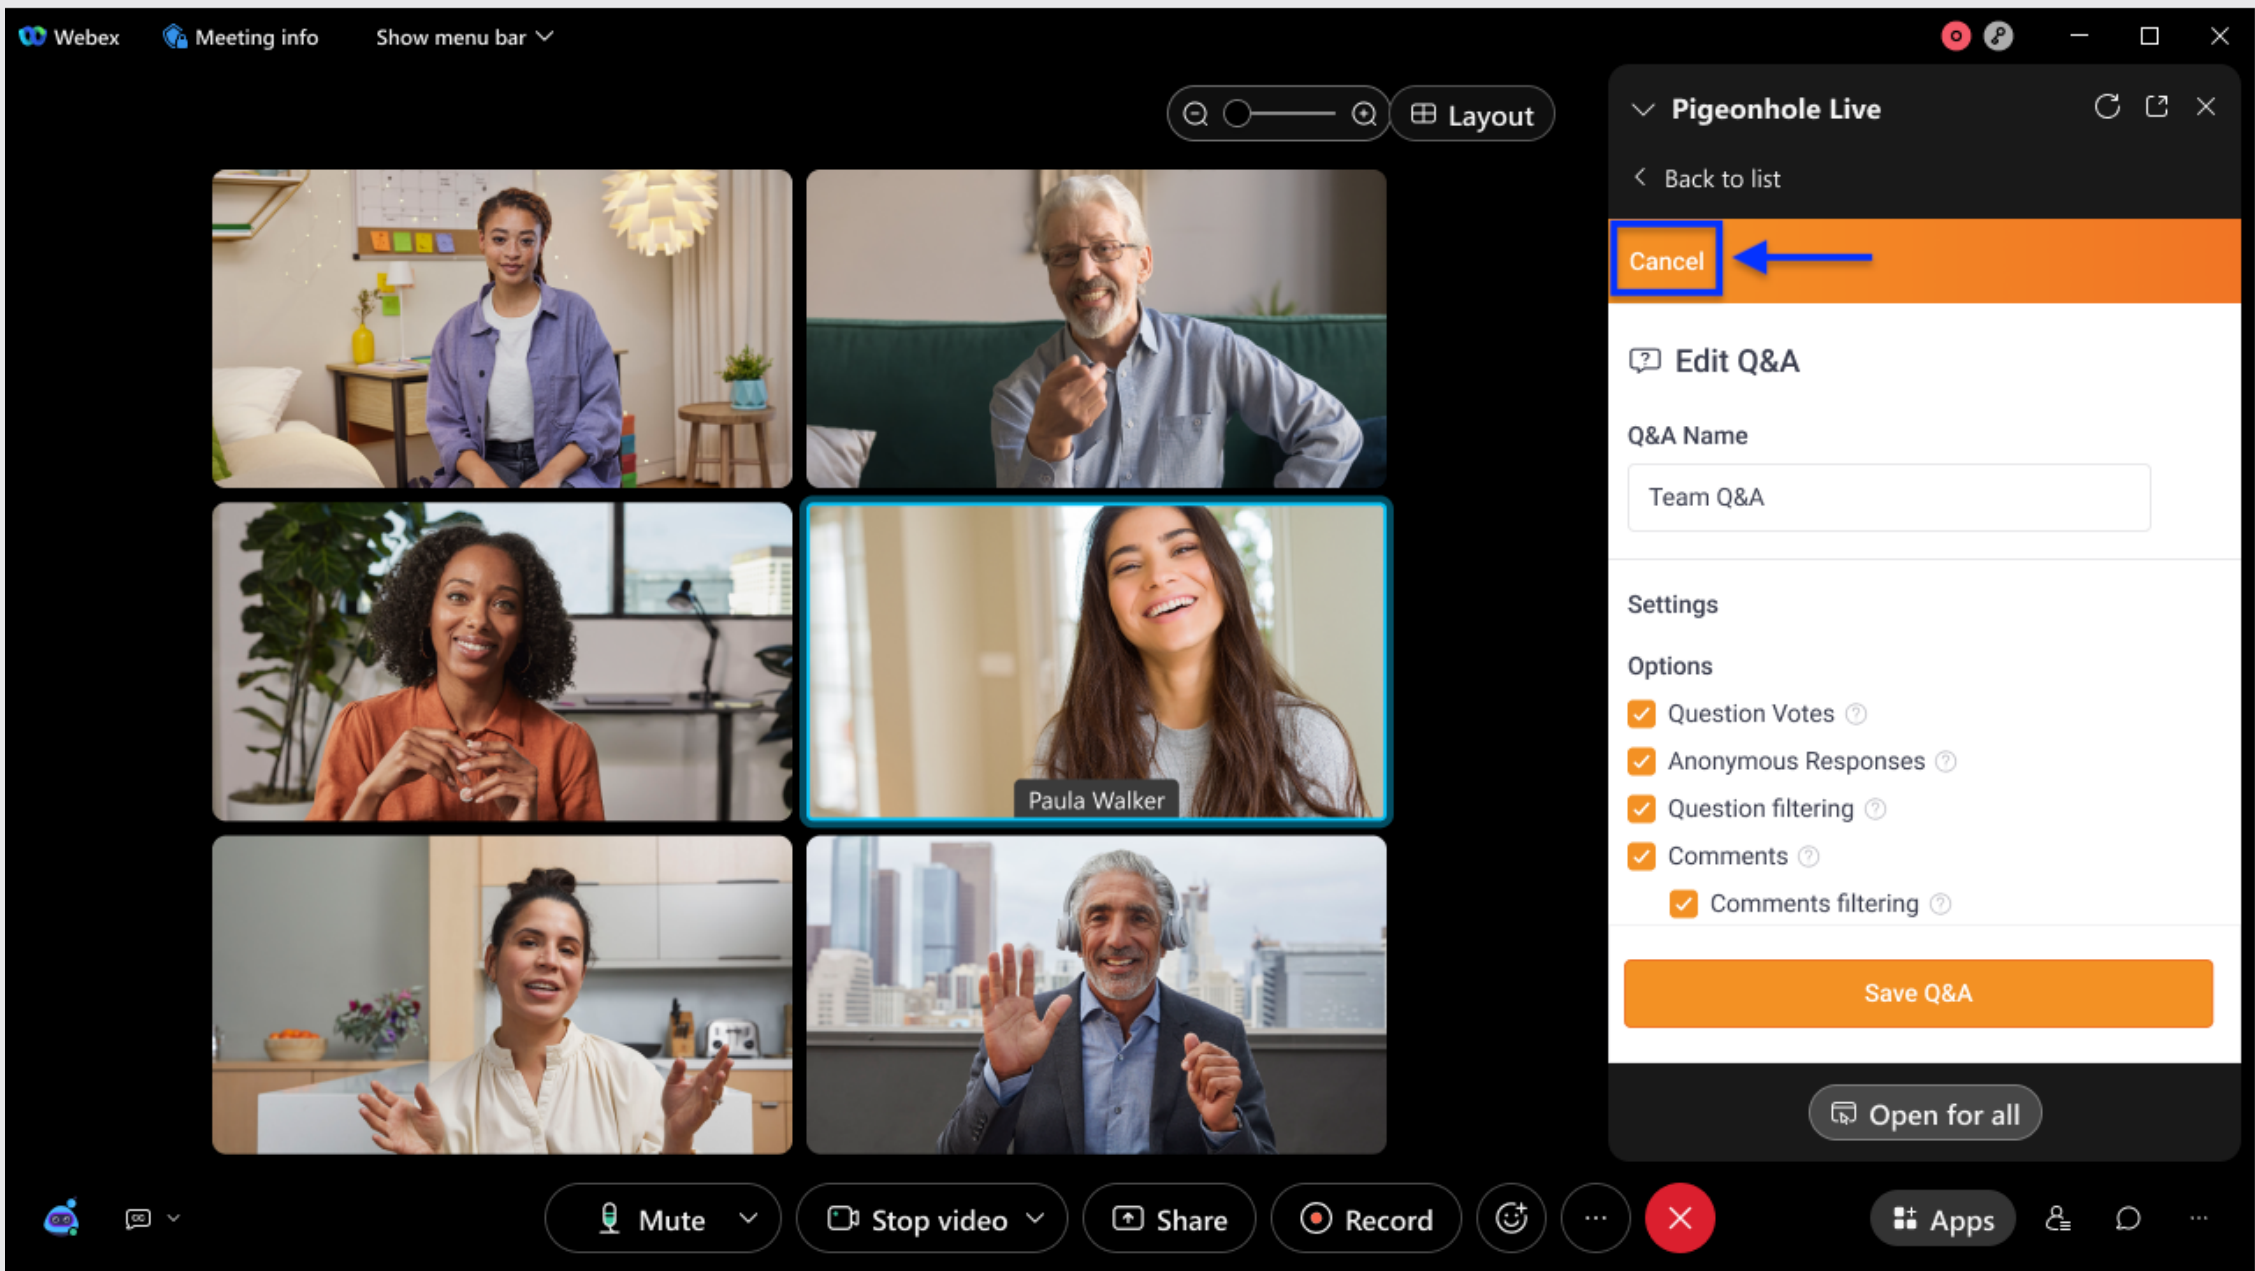 Webex
Meeting info
Show menu bar
Layout
Pigeonhole Live
Back to list
Cancel
Edit Q&A
Q&A Name
Team Q&A
Settings
Options
Question Votes
Anonymous Responses
Question filtering
Comments
Comments filtering
Save Q&A
Open for all
Paula Walker
Mute
Stop video
Share
Record
Apps